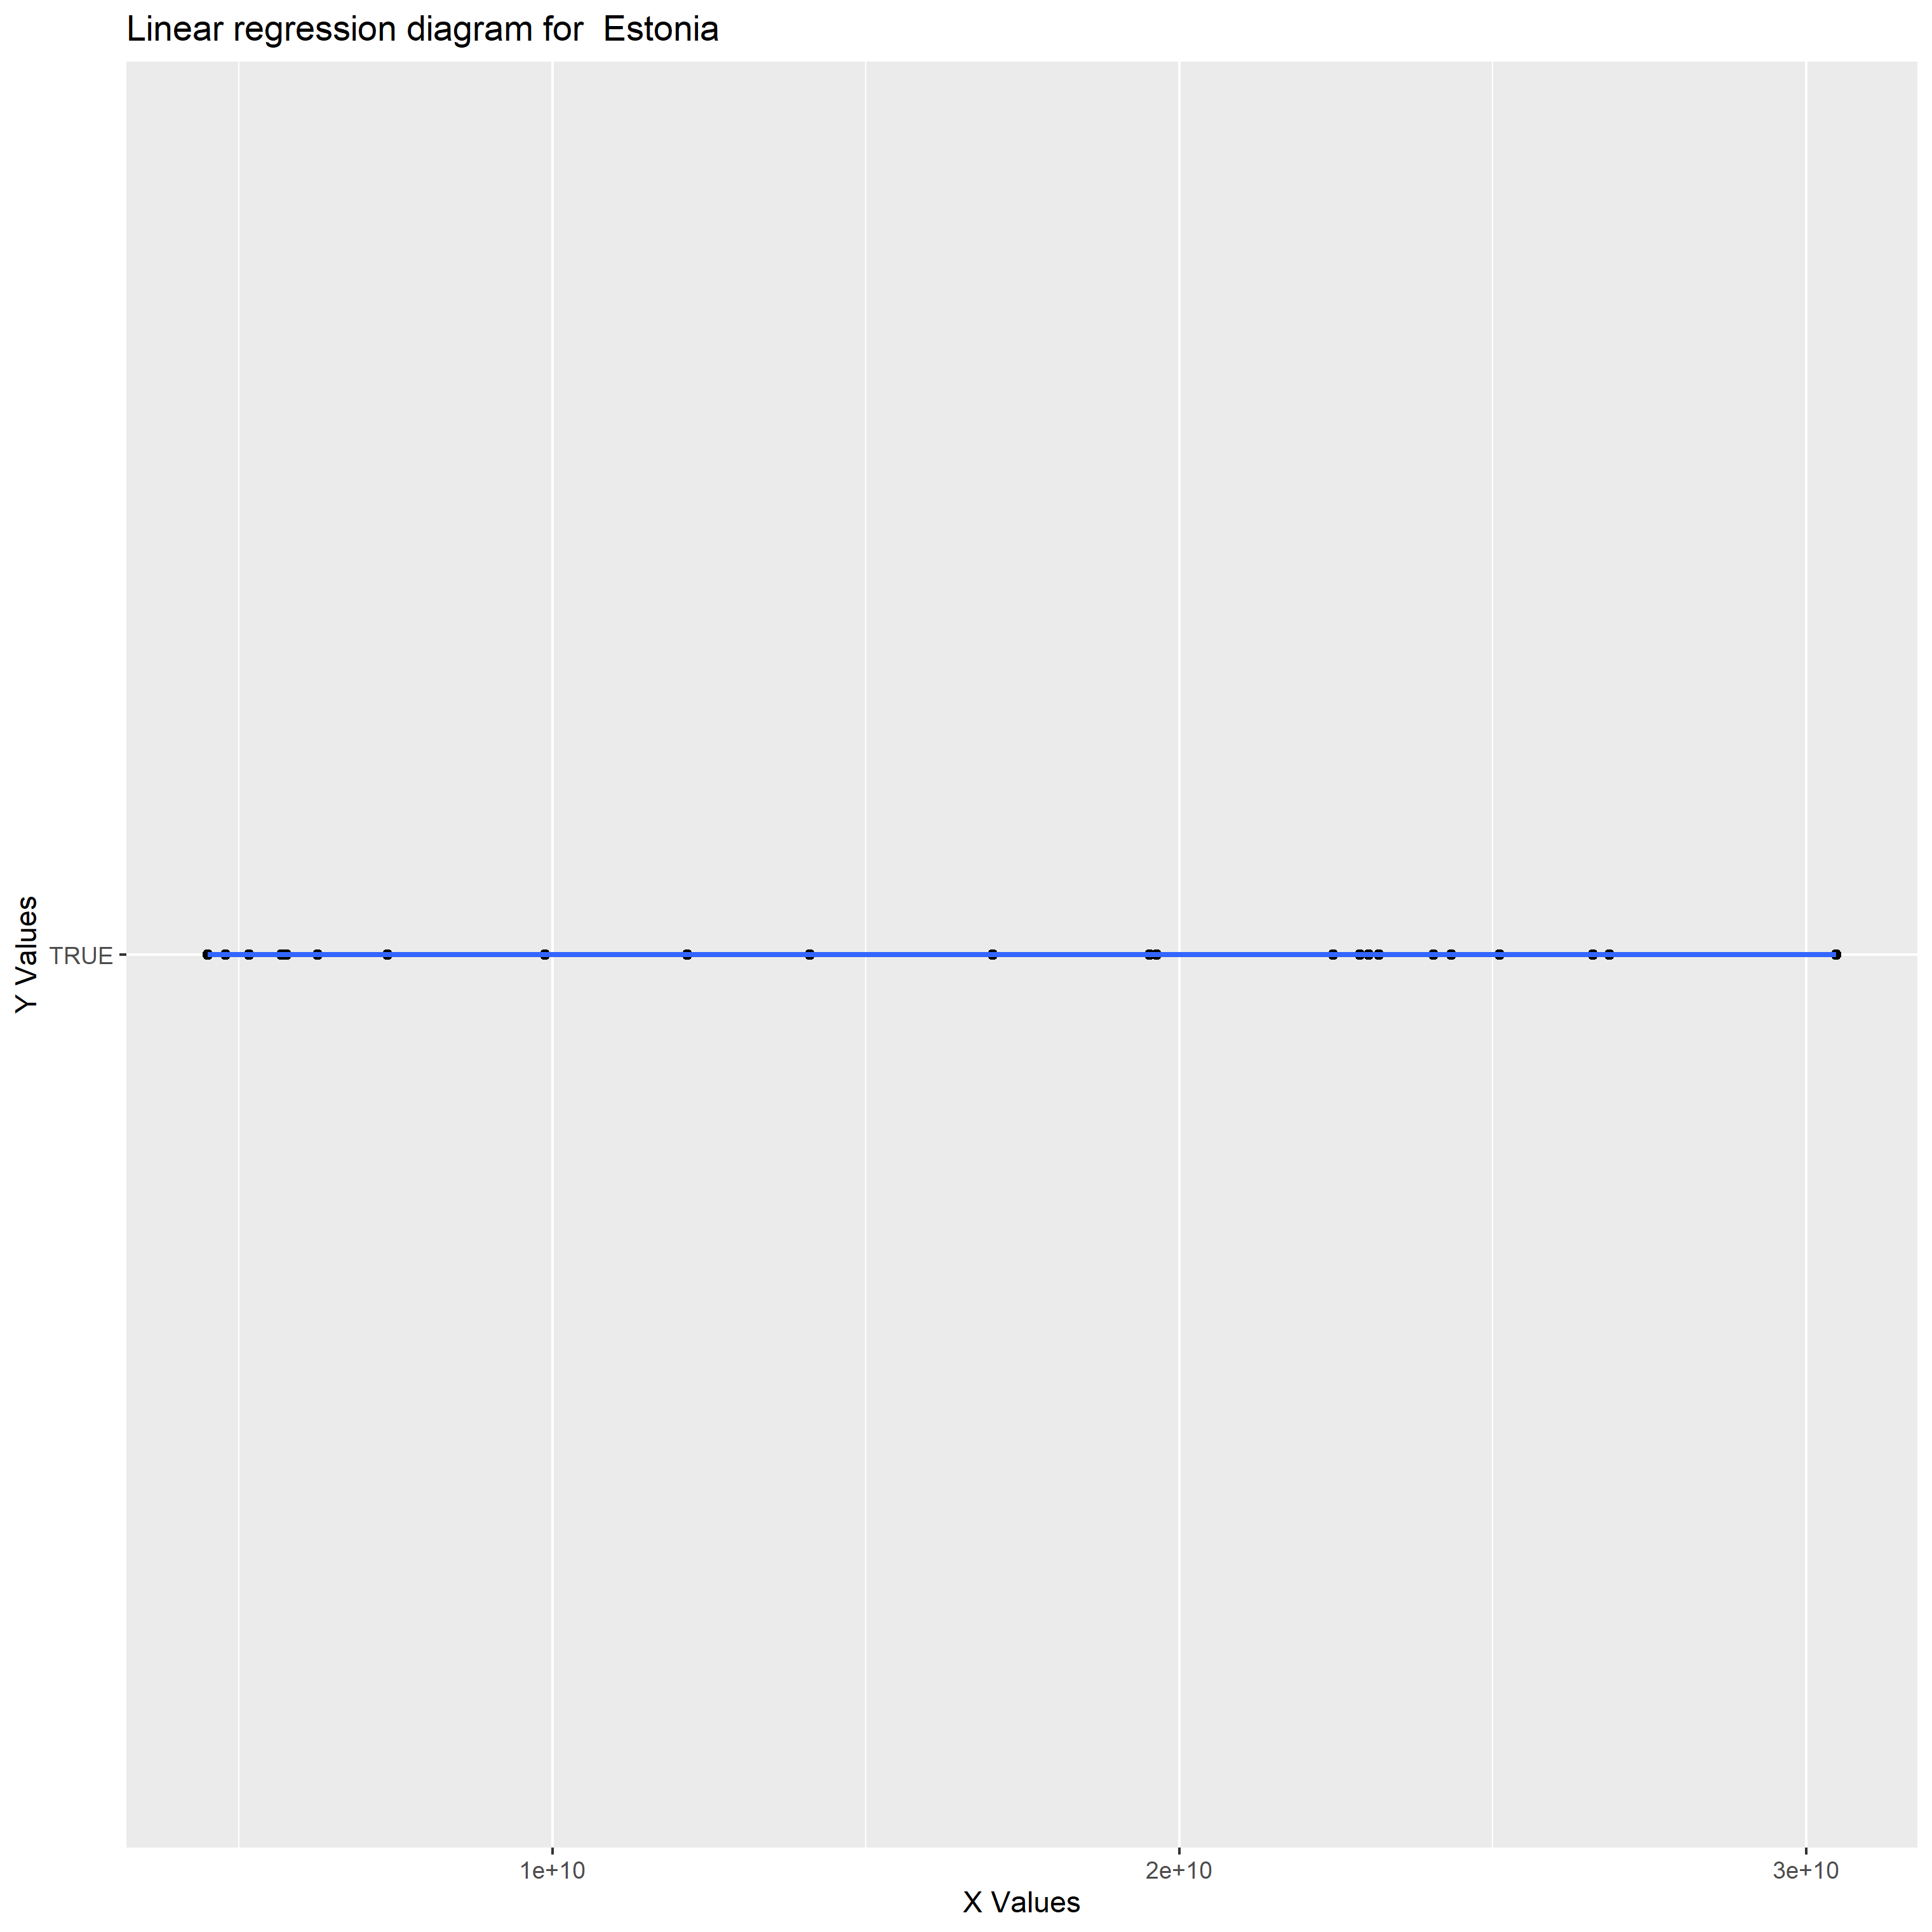 Linear regression diagram for  Estonia
Y Values
TRUE
1e+10
2e+10
3e+10
X Values